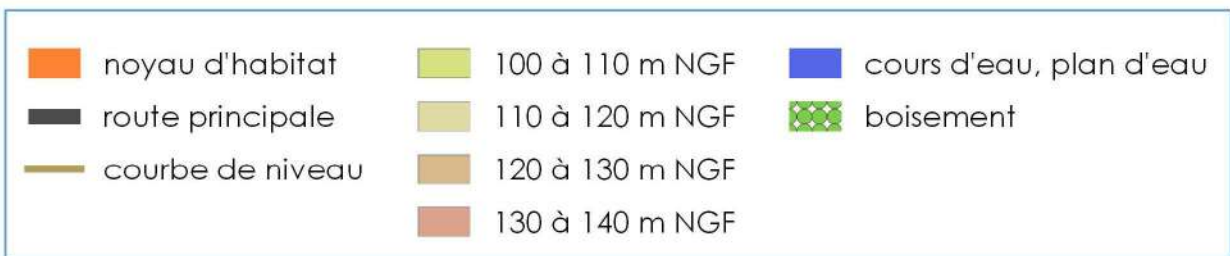 noyau d'habitat
route principale
courbe de niveau
100 à 110 m NGF
110 à 120 m NGF
120 à 130 m NGF
130 à 140 m NGF
cours d'eau, plan d'eau
boisement